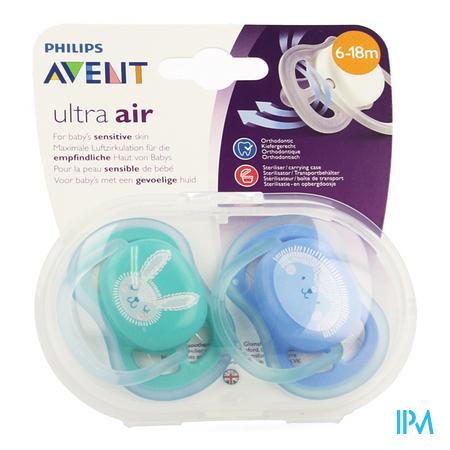 PHILIPS
AVENT
ultra air
For baby's sensitive skin
Maximale Luftzirkulation für die
empfindliche Haut von Babys
Pour la peau sensible de bébé
Voor baby's met een gevoelige huid
6-18m
Orthodontic
Kiefergerecht
Orthodontique
Orthodontisch
Steriliser / carrying case
Sterilisator / Transportbehälter
Stérilisateur / boîte de transport
Sterilisatie- en opbergdoosje
IPM